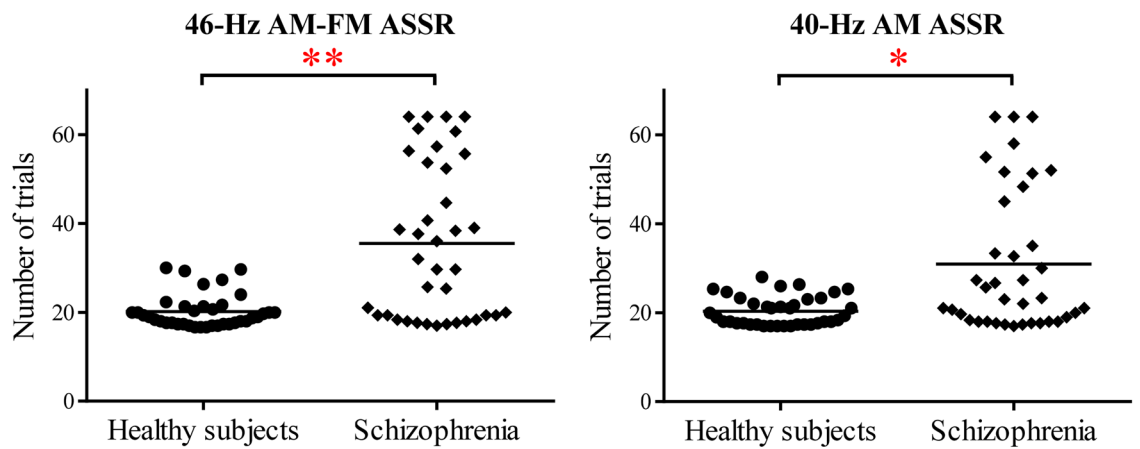 46-Hz AM-FM ASSR
**
Number of trials
60
40
20
0
Healthy subjects
Schizophrenia
40-Hz AM ASSR
*
Number of trials
60
40
20
0
Healthy subjects
Schizophrenia